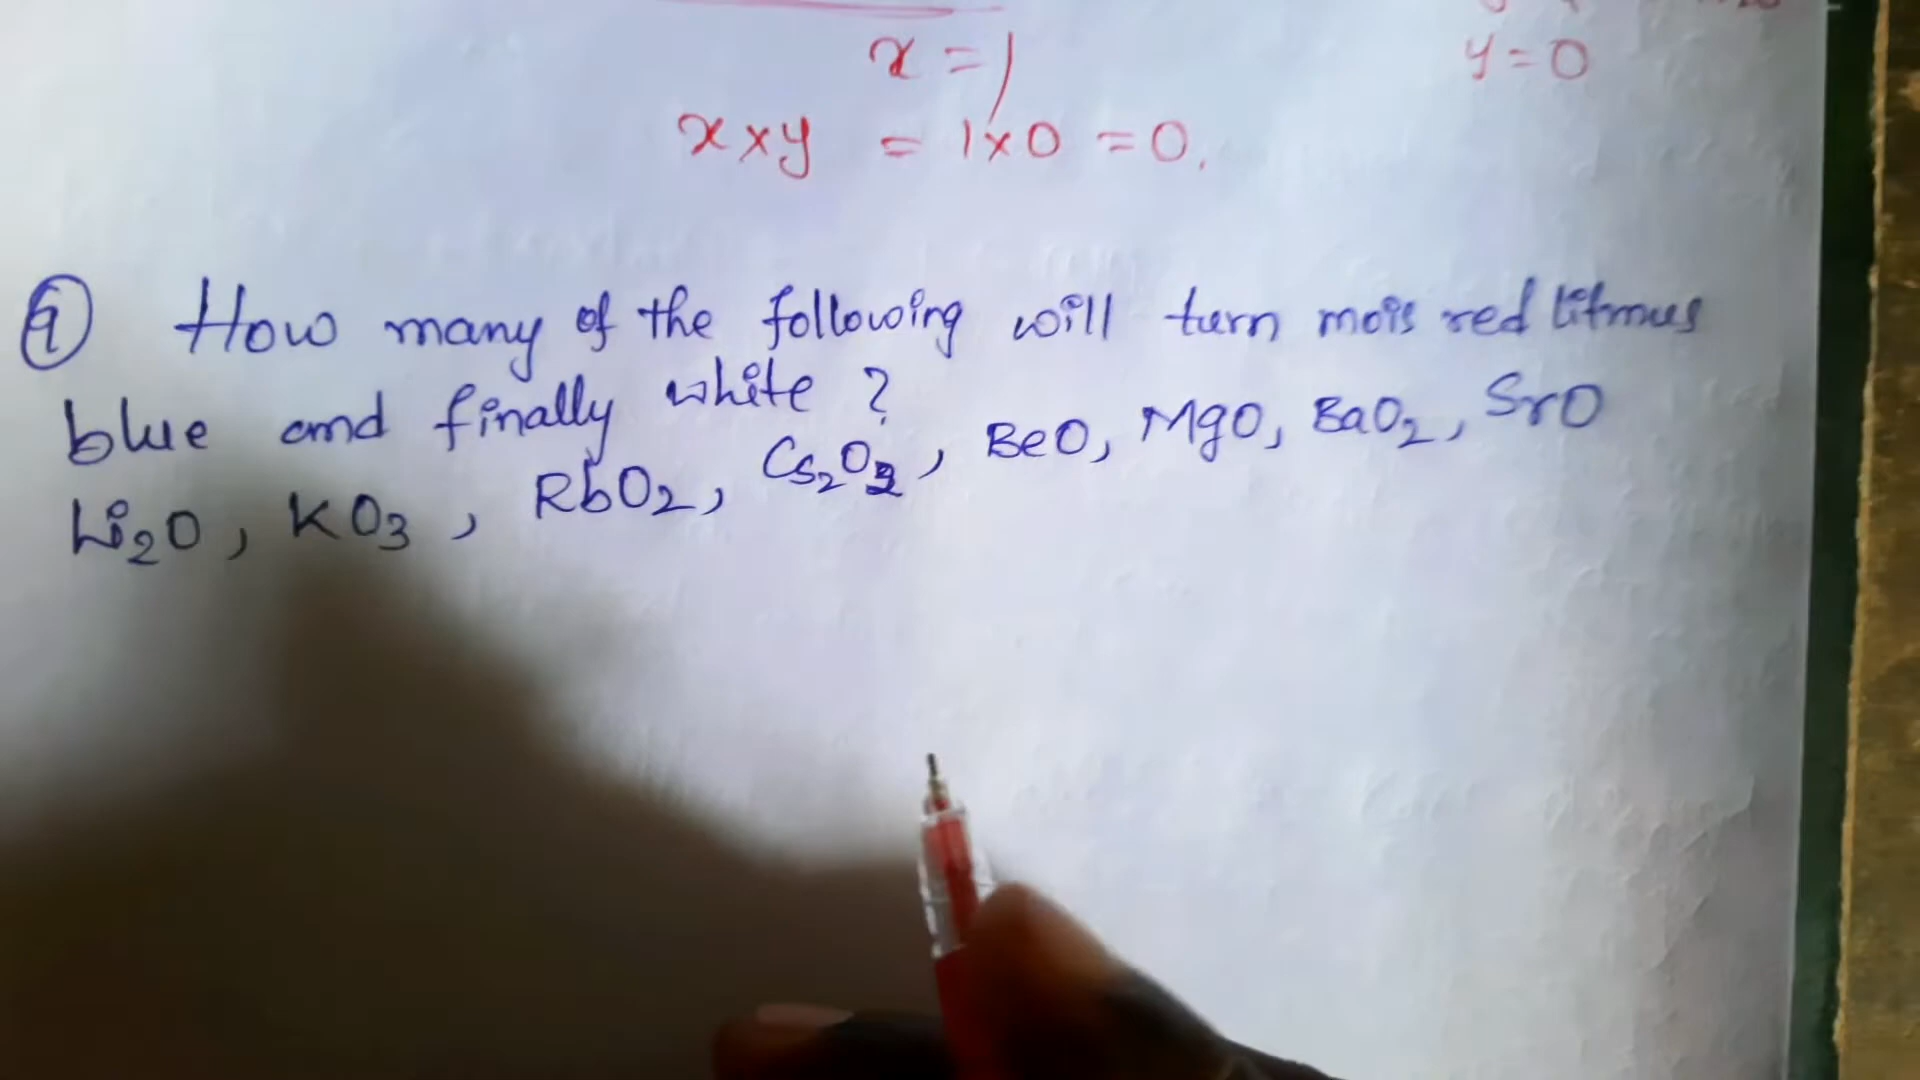 x = 1
y = 0
x × y = 1 × 0 = 0.
9 How many of the following will turn mois red litmus
blue and finally white ?
Li₂O, KO₃, RbO₂, Cs₂O₂, BeO, MgO, BaO₂, SrO